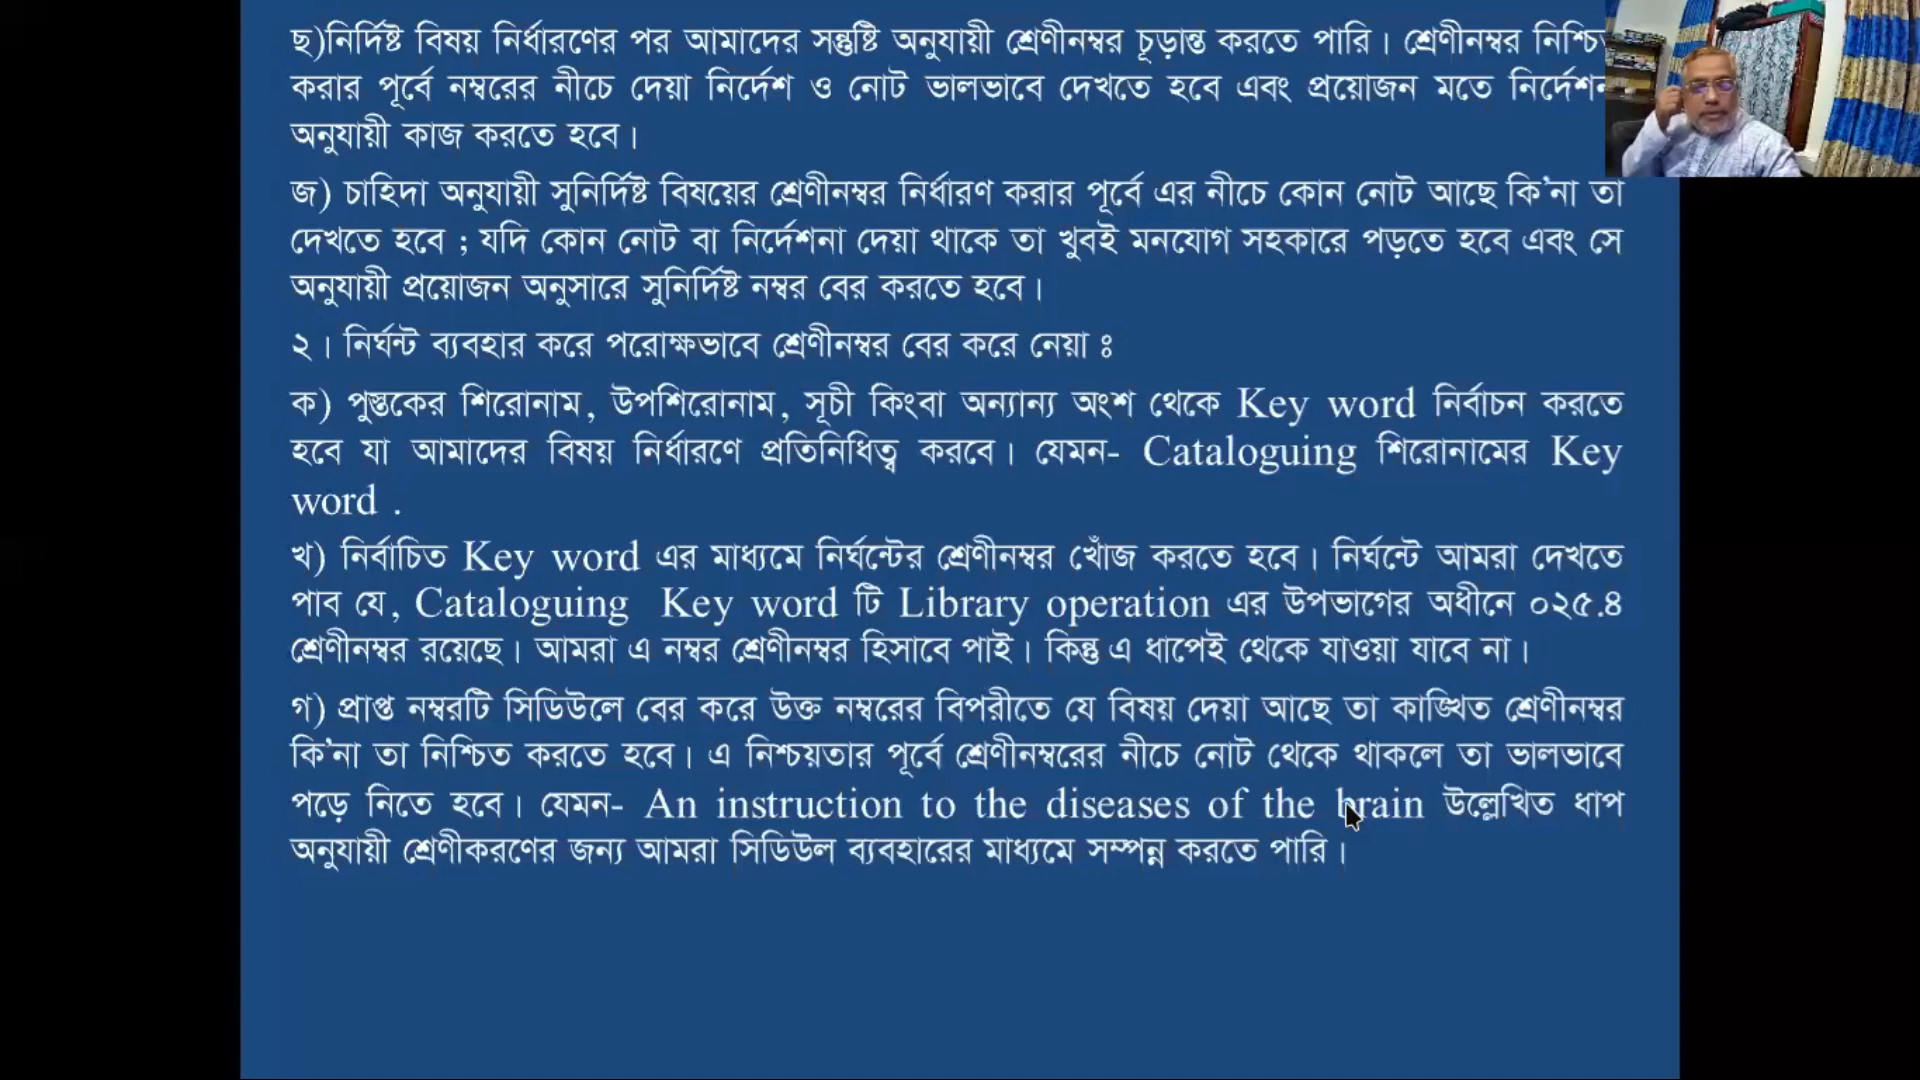 ছ)নির্দিষ্ট বিষয় নির্ধারণের পর আমাদের সন্তুষ্টি অনুযায়ী শ্রেণীনম্বর চূড়ান্ত করতে পারি। শ্রেণীনম্বর
করার পূর্বে নম্বরের নীচে দেয়া নির্দেশ ও নোট ভালভাবে দেখতে হবে এবং প্রয়োজন মতে
অনুযায়ী কাজ করতে হবে।
জ) চাহিদা অনুযায়ী সুনির্দিষ্ট বিষয়ের শ্রেণীনম্বর নির্ধারণ করার পূর্বে এর নীচে কোন নোট আছে কি'না তা
দেখতে হবে ; যদি কোন নোট বা নির্দেশনা দেয়া থাকে তা খুবই মনযোগ সহকারে পড়তে হবে এবং সে
অনুযায়ী প্রয়োজন অনুসারে সুনির্দিষ্ট নম্বর বের করতে হবে।
২। নির্ঘন্ট ব্যবহার করে পরোক্ষভাবে শ্রেণীনম্বর বের করে নেয়া ঃ
ক) পুস্তকের শিরোনাম, উপশিরোনাম, সূচী কিংবা অন্যান্য অংশ থেকে Key word নির্বাচন করতে
হবে যা আমাদের বিষয় নির্ধারণে প্রতিনিধিত্ব করবে। যেমন- Cataloguing শিরোনামের Key
word .
খ) নির্বাচিত Key word এর মাধ্যমে নির্ঘন্টের শ্রেণীনম্বর খোঁজ করতে হবে। নির্ঘন্টে আমরা দেখতে
পাব যে, Cataloguing Key word টি Library operation এর উপভাগের অধীনে ০২৫.৪
শ্রেণীনম্বর রয়েছে। আমরা এ নম্বর শ্রেণীনম্বর হিসাবে পাই। কিন্তু এ ধাপেই থেকে যাওয়া যাবে না।
গ) প্রাপ্ত নম্বরটি সিডিউলে বের করে উক্ত নম্বরের বিপরীতে যে বিষয় দেয়া আছে তা কাঙ্খিত শ্রেণীনম্বর
কি'না তা নিশ্চিত করতে হবে। এ নিশ্চয়তার পূর্বে শ্রেণীনম্বরের নীচে নোট থেকে থাকলে তা ভালভাবে
পড়ে নিতে হবে। যেমন- An instruction to the diseases of the brain উল্লেখিত ধাপ
অনুযায়ী শ্রেণীকরণের জন্য আমরা সিডিউল ব্যবহারের মাধ্যমে সম্পন্ন করতে পারি।